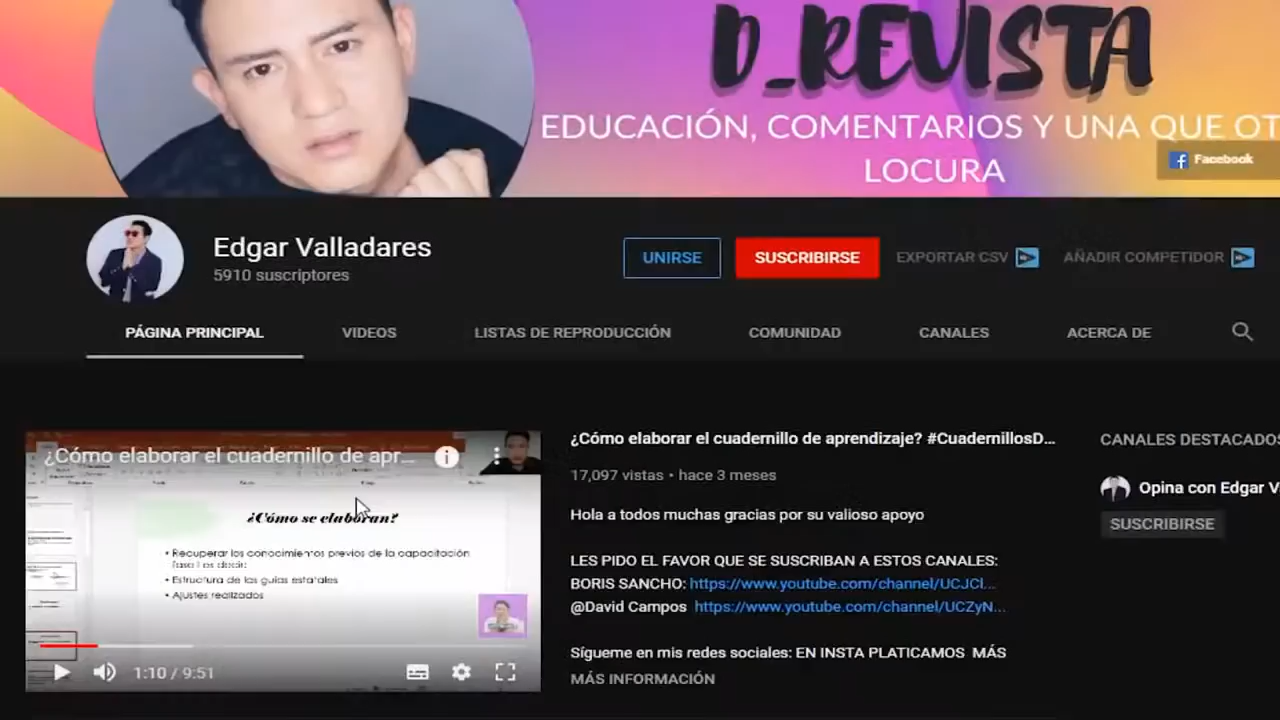 D_REVISTA
EDUCACIÓN, COMENTARIOS Y UNA QUE OT
LOCURA
Facebook
Edgar Valladares
5910 suscriptores
UNIRSE
SUSCRIBIRSE
EXPORTAR CSV
AÑADIR COMPETIDOR
PÁGINA PRINCIPAL
VIDEOS
LISTAS DE REPRODUCCIÓN
COMUNIDAD
CANALES
ACERCA DE
¿Cómo elaborar el cuadernillo de apr...
¿Cómo se elaboran?
• Recuperar los conocimientos previos de la capacitación
fase I es decir:
• Estructura de las guías estatales
• Ajustes realizados
1:10 / 9:51
¿Cómo elaborar el cuadernillo de aprendizaje? #CuadernillosD...
17,097 vistas • hace 3 meses
Hola a todos muchas gracias por su valioso apoyo
LES PIDO EL FAVOR QUE SE SUSCRIBAN A ESTOS CANALES:
BORIS SANCHO: https://www.youtube.com/channel/UCJCl...
@David Campos https://www.youtube.com/channel/UCZyN...
Sígueme en mis redes sociales: EN INSTA PLATICAMOS MÁS
MÁS INFORMACIÓN
CANALES DESTACADOS
Opina con Edgar V
SUSCRIBIRSE